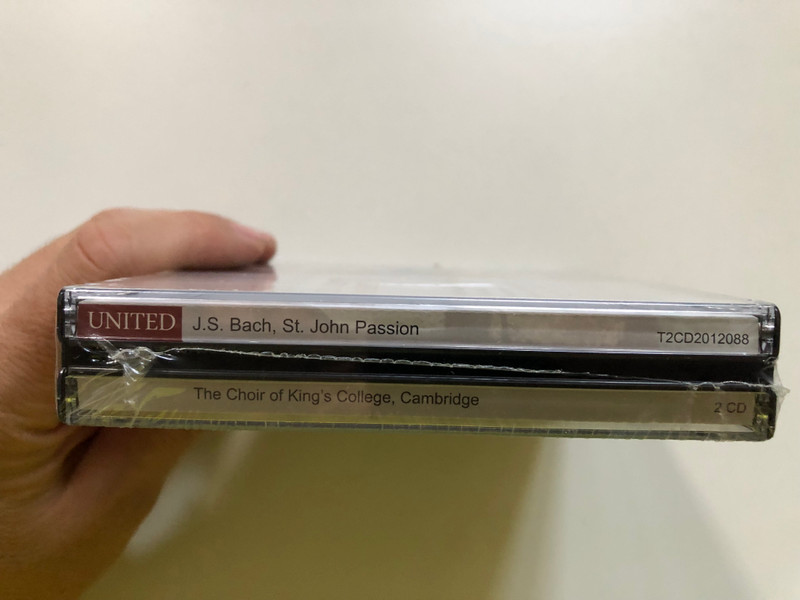 UNITED J.S. Bach, St. John Passion T2CD2012088
The Choir of King's College, Cambridge 2 CD